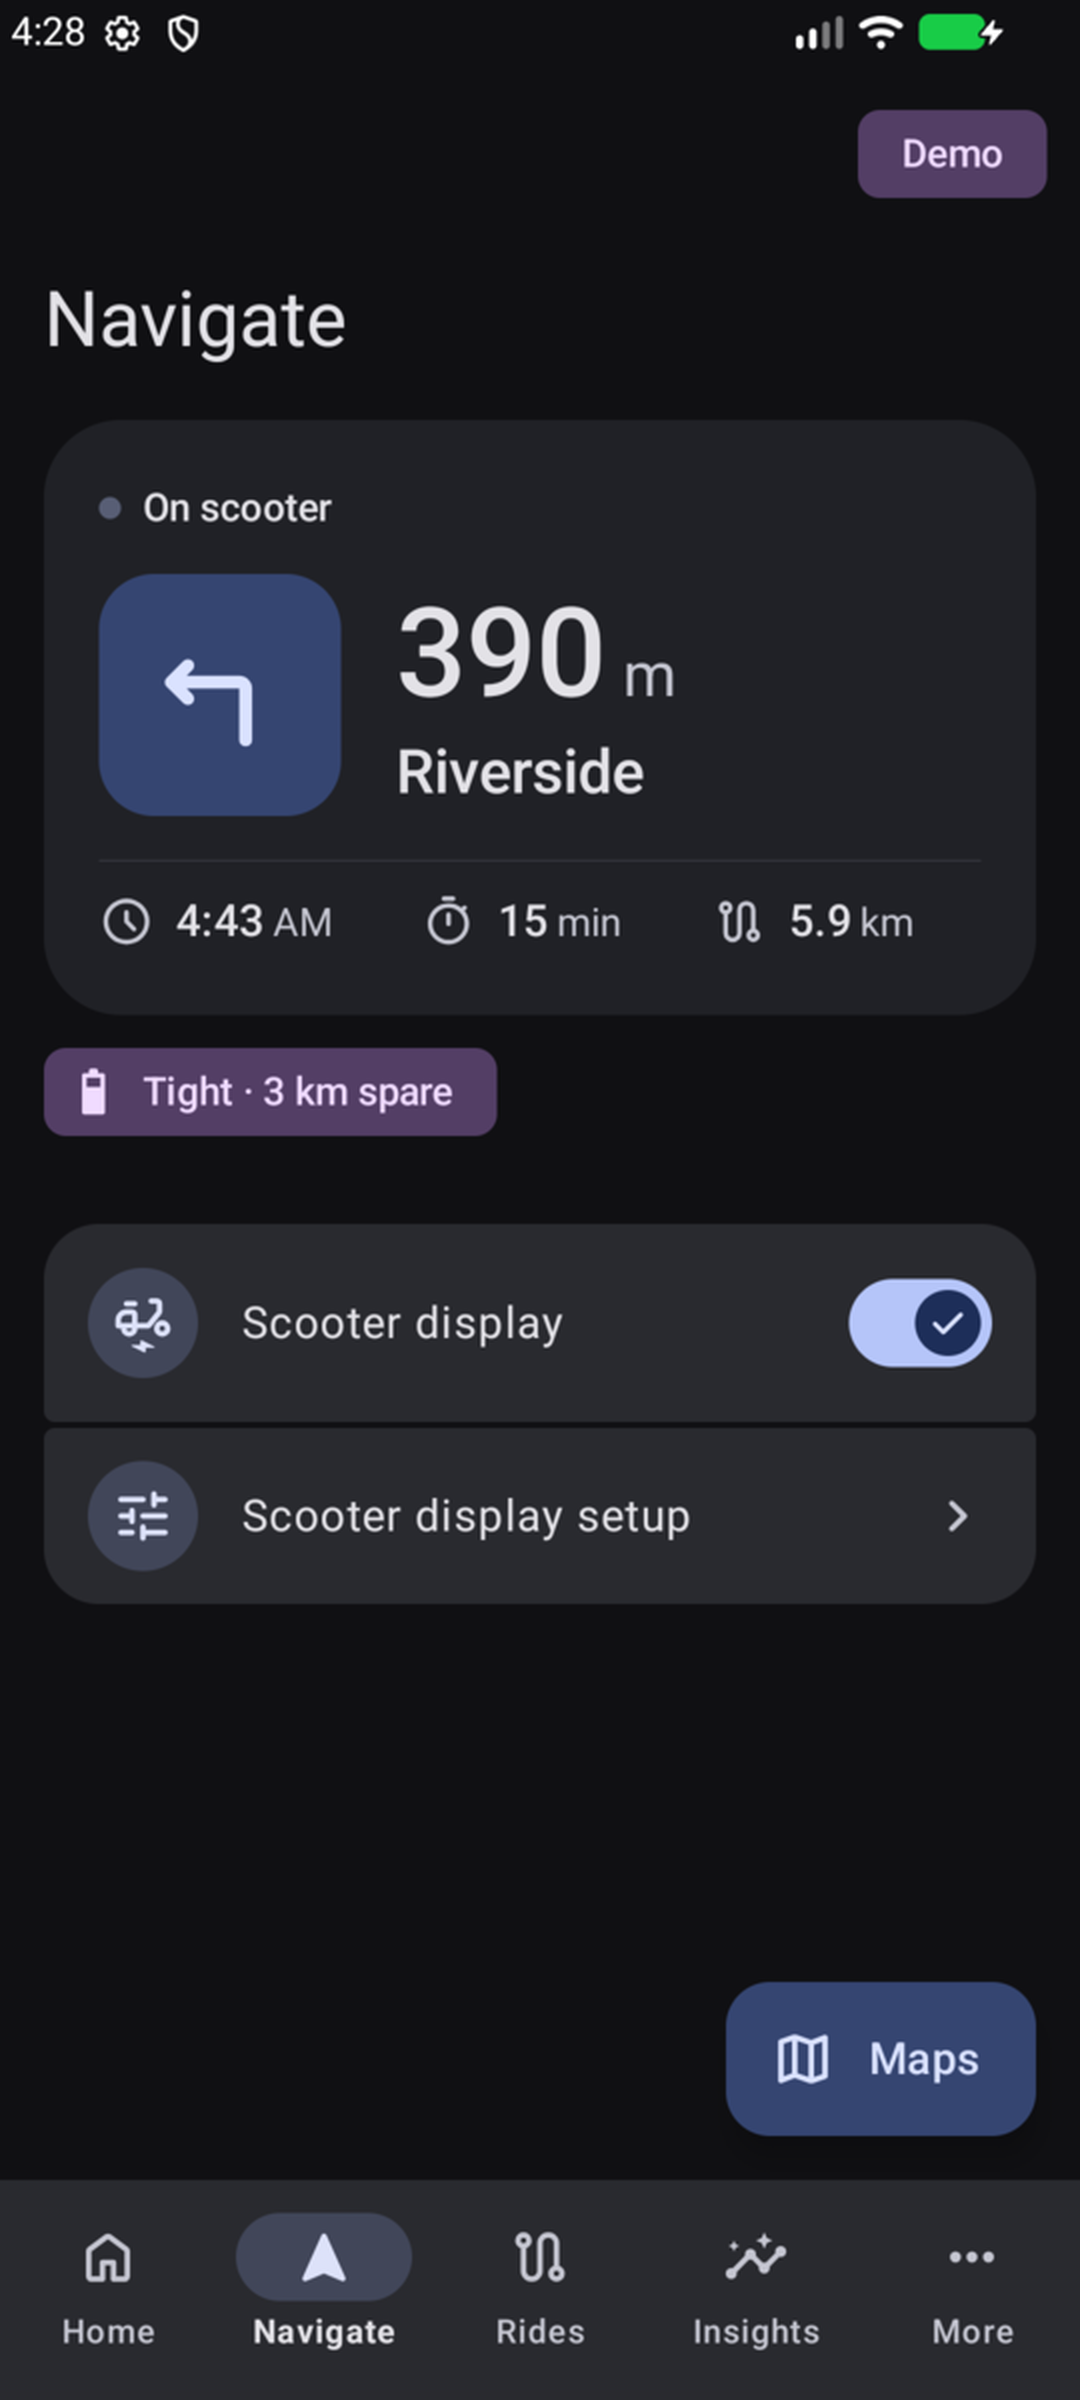 4:28
Demo
Navigate
On scooter
390 m
Riverside
4:43 AM 15 min 5.9 km
Tight · 3 km spare
Scooter display
Scooter display setup
Maps
Home Navigate Rides Insights More